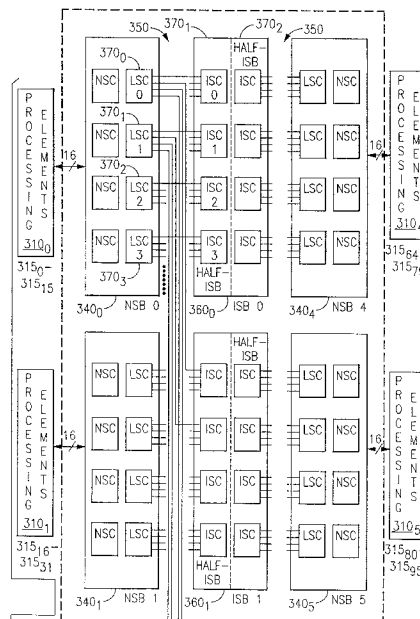 350 370₁ 370₂ 350
370₀ HALF-ISB
NSC LSC 0 ISC 0 ISC LSC NSC
370₁
NSC LSC 1 ISC 1 ISC LSC NSC
16 370₂ 16
NSC LSC 2 ISC 2 ISC LSC NSC
NSC LSC 3 ISC 3 ISC LSC NSC
370₃ HALF-ISB
340₀ NSB 0 360₀ ISB 0 340₄ NSB 4
PROCESSING ELEMENTS
310₀
315₀-
315₁₅
PROCESSING ELE
310₄
315₆₄-
HALF-ISB
NSC LSC ISC ISC LSC NSC
NSC LSC ISC ISC LSC NSC
16 16
NSC LSC ISC ISC LSC NSC
NSC LSC ISC ISC LSC NSC
HALF-ISB
340₁ NSB 1 360₁ ISB 1 340₅ NSB 5
PROCESSING ELEMENTS
310₁
315₁₆-
315₃₁
PROCESSING ELE
310₅
315₈₀-
315₉₅